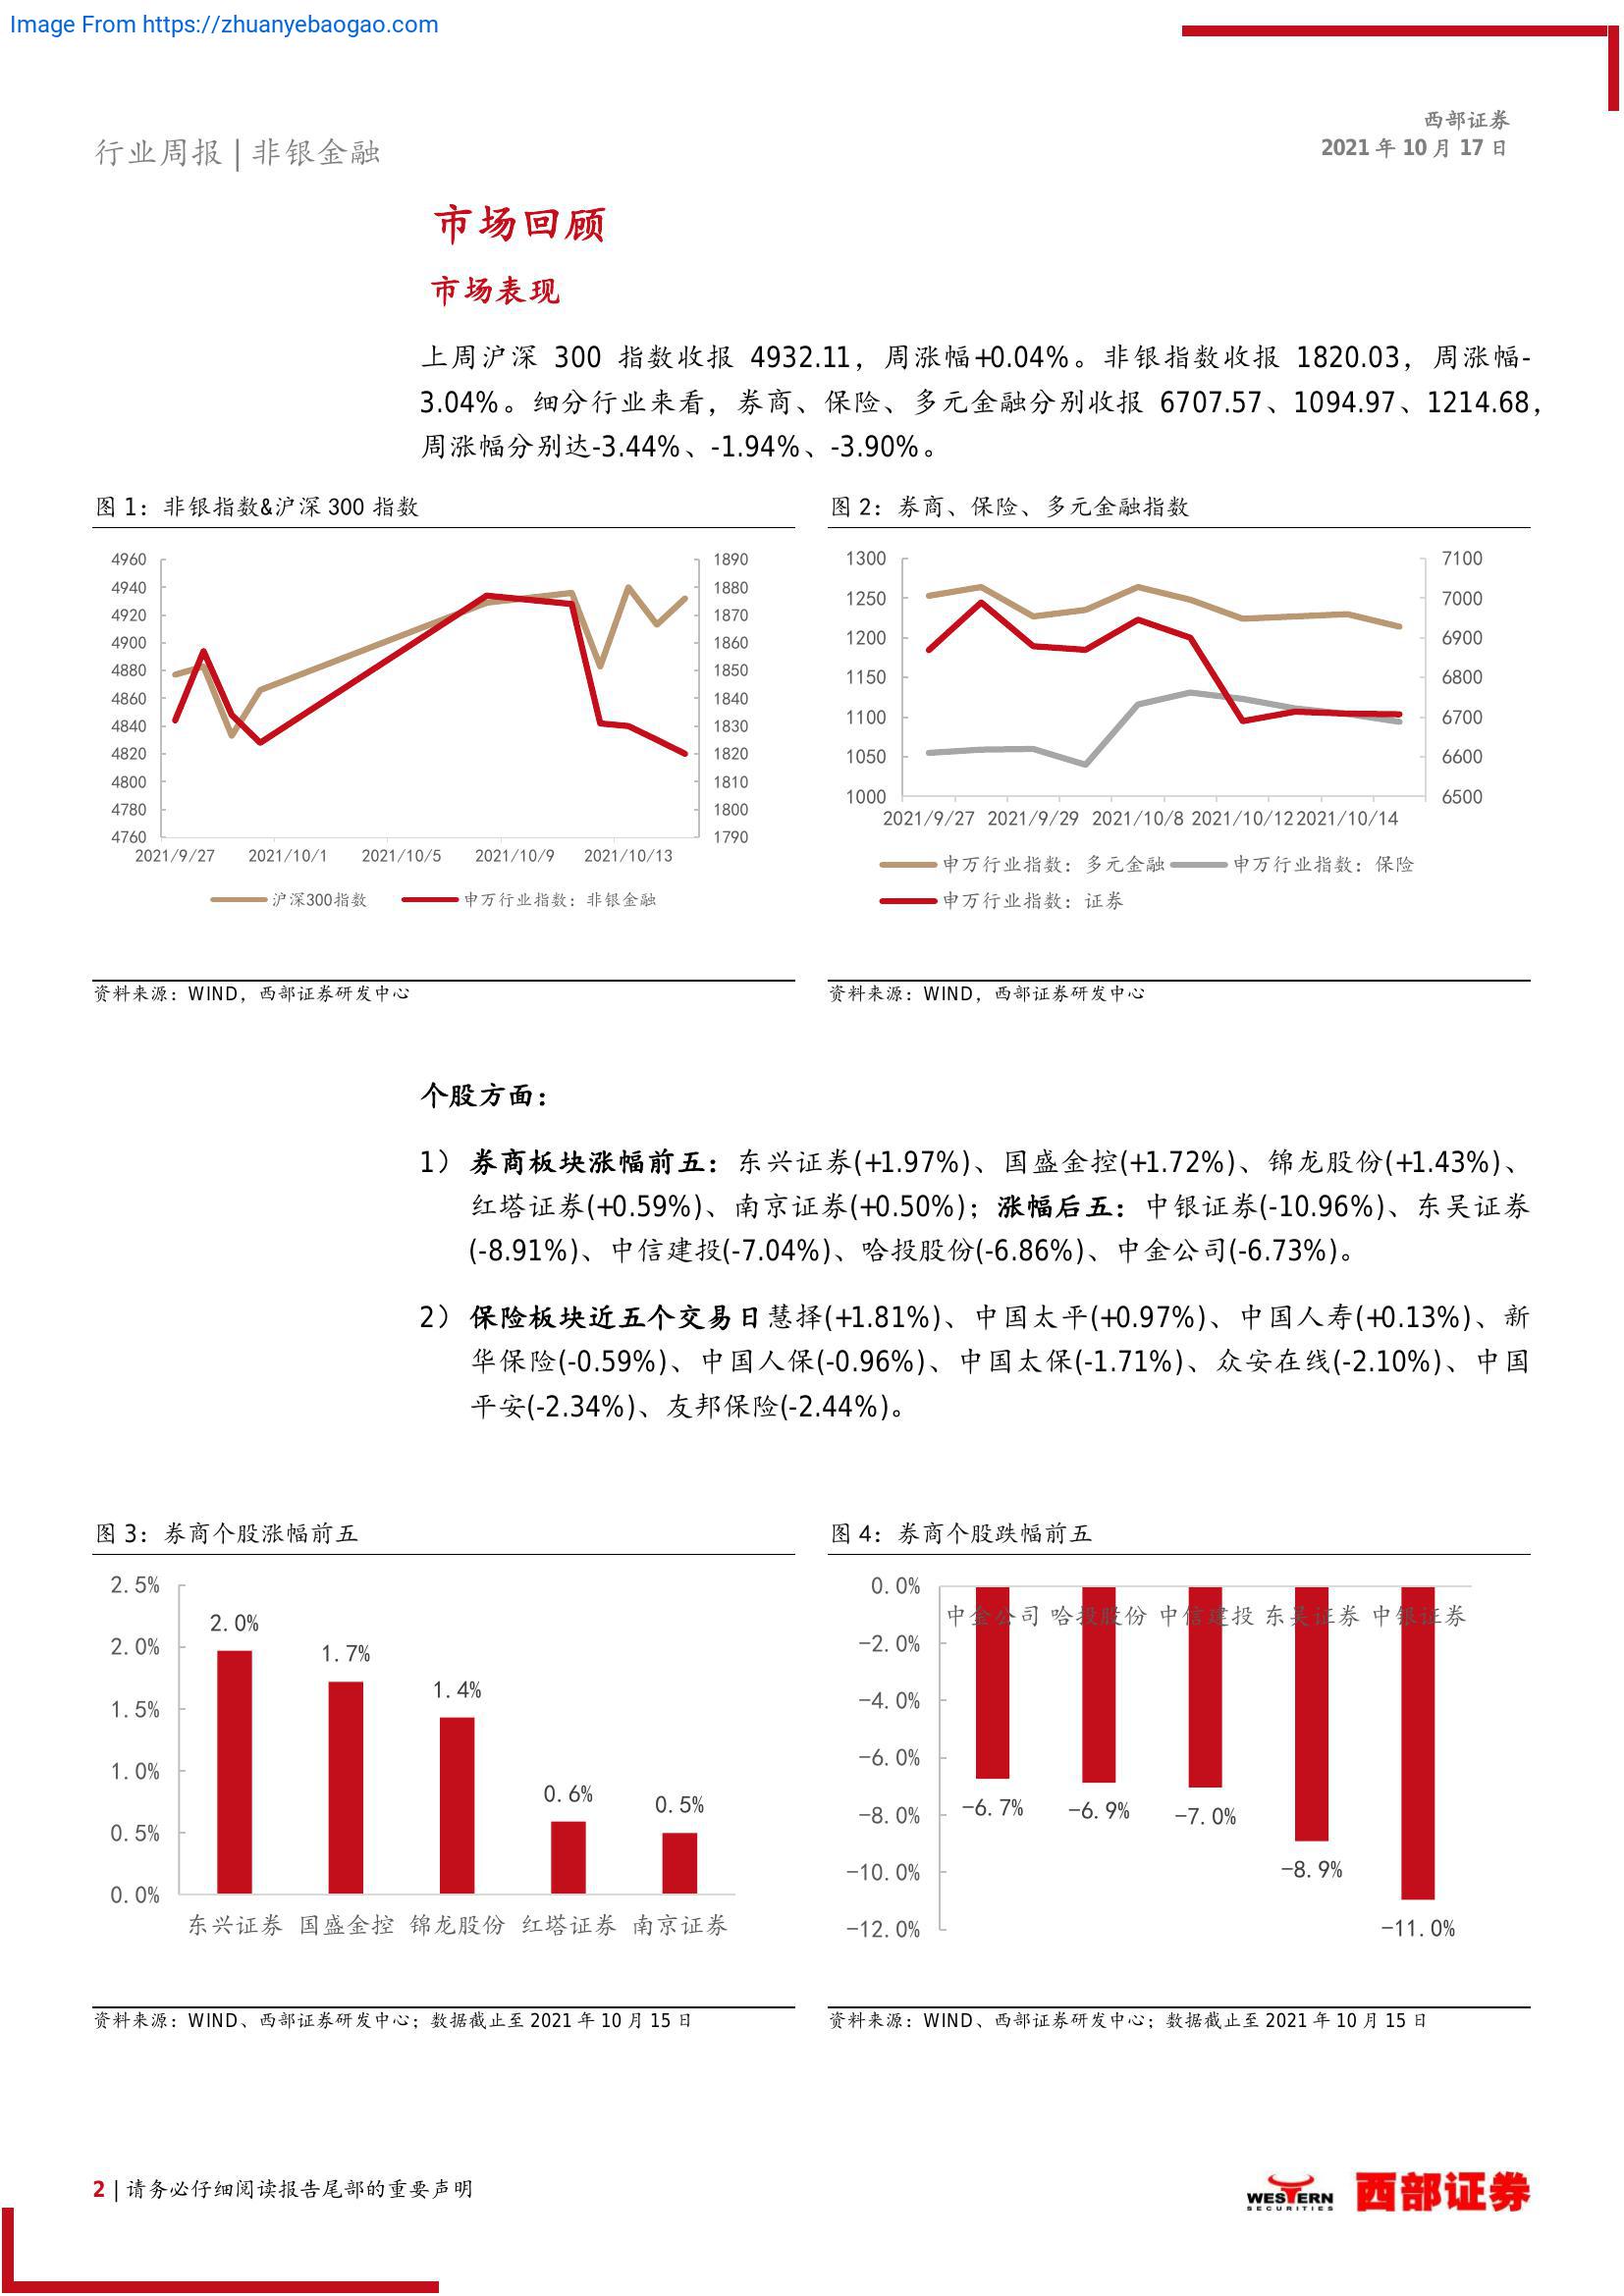 Image From https://zhuanyebaogao.com
西部证券
行业周报 | 非银金融
2021 年 10 月 17 日
市场回顾
市场表现
上周沪深 300 指数收报 4932.11，周涨幅+0.04%。非银指数收报 1820.03，周涨幅-
3.04%。细分行业来看，券商、保险、多元金融分别收报 6707.57、1094.97、1214.68，
周涨幅分别达-3.44%、-1.94%、-3.90%。
图 1：非银指数&沪深 300 指数
4960
4940
4920
4900
4880
4860
4840
4820
4800
4780
4760
1890
1880
1870
1860
1850
1840
1830
1820
1810
1800
1790
2021/9/27 2021/10/1 2021/10/5 2021/10/9 2021/10/13
沪深300指数 申万行业指数：非银金融
资料来源：WIND，西部证券研发中心
图 2：券商、保险、多元金融指数
1300
1250
1200
1150
1100
1050
1000
7100
7000
6900
6800
6700
6600
6500
2021/9/27 2021/9/29 2021/10/8 2021/10/12 2021/10/14
申万行业指数：多元金融 申万行业指数：保险
申万行业指数：证券
资料来源：WIND，西部证券研发中心
个股方面：
1） 券商板块涨幅前五：东兴证券(+1.97%)、国盛金控(+1.72%)、锦龙股份(+1.43%)、
红塔证券(+0.59%)、南京证券(+0.50%)；涨幅后五：中银证券(-10.96%)、东吴证券
(-8.91%)、中信建投(-7.04%)、哈投股份(-6.86%)、中金公司(-6.73%)。
2） 保险板块近五个交易日慧择(+1.81%)、中国太平(+0.97%)、中国人寿(+0.13%)、新
华保险(-0.59%)、中国人保(-0.96%)、中国太保(-1.71%)、众安在线(-2.10%)、中国
平安(-2.34%)、友邦保险(-2.44%)。
图 3：券商个股涨幅前五
2.5%
2.0%
1.5%
1.0%
0.5%
0.0%
2.0%
1.7%
1.4%
0.6%
0.5%
东兴证券 国盛金控 锦龙股份 红塔证券 南京证券
资料来源：WIND、西部证券研发中心；数据截止至 2021 年 10 月 15 日
图 4：券商个股跌幅前五
0.0%
-2.0%
-4.0%
-6.0%
-8.0%
-10.0%
-12.0%
中金公司 哈投股份 中信建投 东吴证券 中银证券
-6.7%
-6.9%
-7.0%
-8.9%
-11.0%
资料来源：WIND、西部证券研发中心；数据截止至 2021 年 10 月 15 日
2 | 请务必仔细阅读报告尾部的重要声明
WESTERN
SECURITIES
西部证券